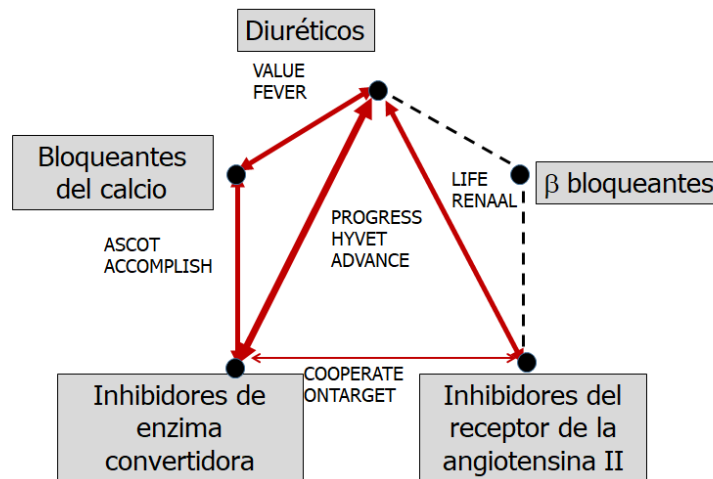 Diuréticos
VALUE
FEVER
Bloqueantes
del calcio
LIFE
RENAAL
β bloqueantes
PROGRESS
HYVET
ADVANCE
ASCOT
ACCOMPLISH
COOPERATE
ONTARGET
Inhibidores de
enzima
convertidora
Inhibidores del
receptor de la
angiotensina II